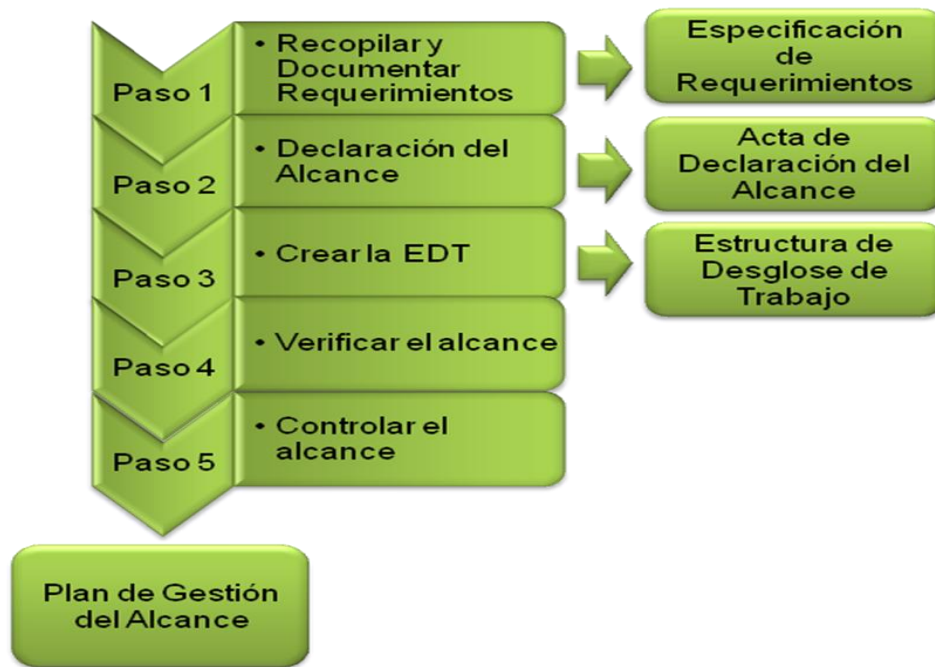 Paso 1
• Recopilar y
Documentar
Requerimientos
Especificación
de
Requerimientos
Paso 2
• Declaración del
Alcance
Acta de
Declaración del
Alcance
Paso 3
• Crear la EDT
Estructura de
Desglose de
Trabajo
Paso 4
• Verificar el alcance
Paso 5
• Controlar el
alcance
Plan de Gestión
del Alcance